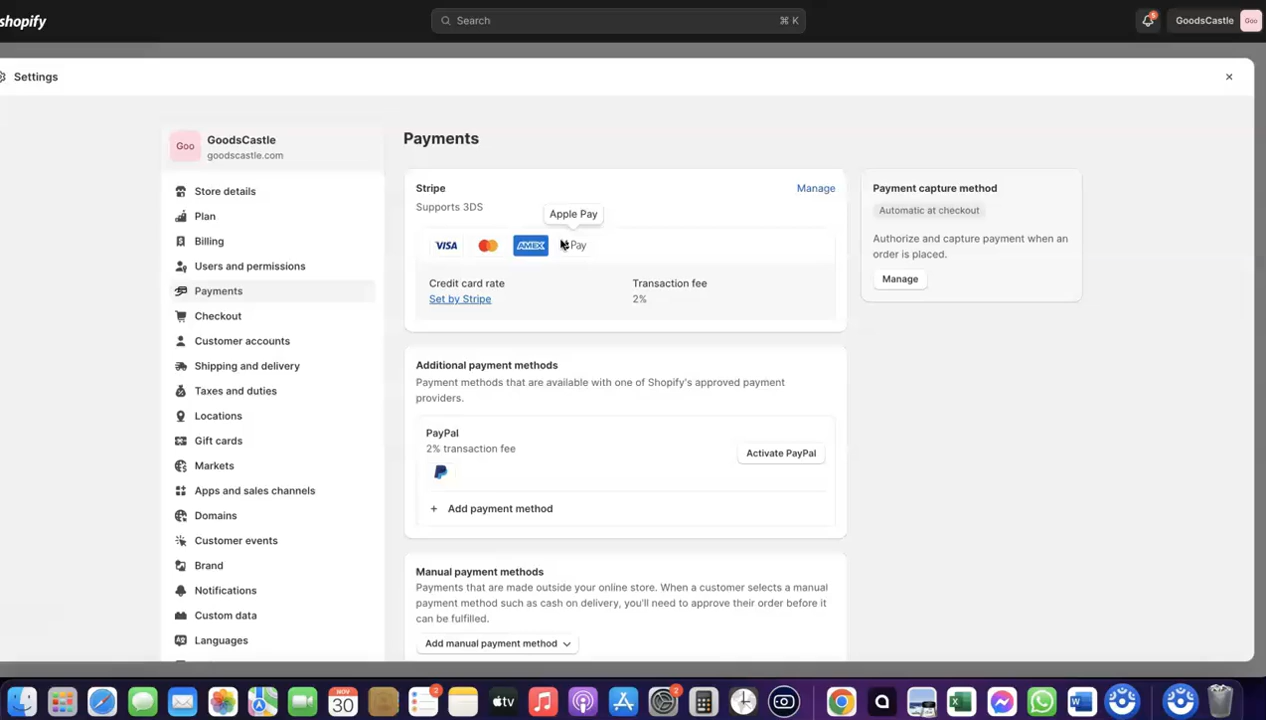 shopify
Search
⌘ K
5
GoodsCastle
Goo
Settings
Goo
GoodsCastle
goodscastle.com
Store details
Plan
Billing
Users and permissions
Payments
Checkout
Customer accounts
Shipping and delivery
Taxes and duties
Locations
Gift cards
Markets
Apps and sales channels
Domains
Customer events
Brand
Notifications
Custom data
Languages
Payments
Stripe
Manage
Supports 3DS
Apple Pay
VISA
AMEX
Pay
Credit card rate
Transaction fee
Set by Stripe
2%
Additional payment methods
Payment methods that are available with one of Shopify's approved payment
providers.
PayPal
2% transaction fee
Activate PayPal
+ Add payment method
Manual payment methods
Payments that are made outside your online store. When a customer selects a manual
payment method such as cash on delivery, you'll need to approve their order before it
can be fulfilled.
Add manual payment method
Payment capture method
Automatic at checkout
Authorize and capture payment when an
order is placed.
Manage
NOV
30
2
tv
2